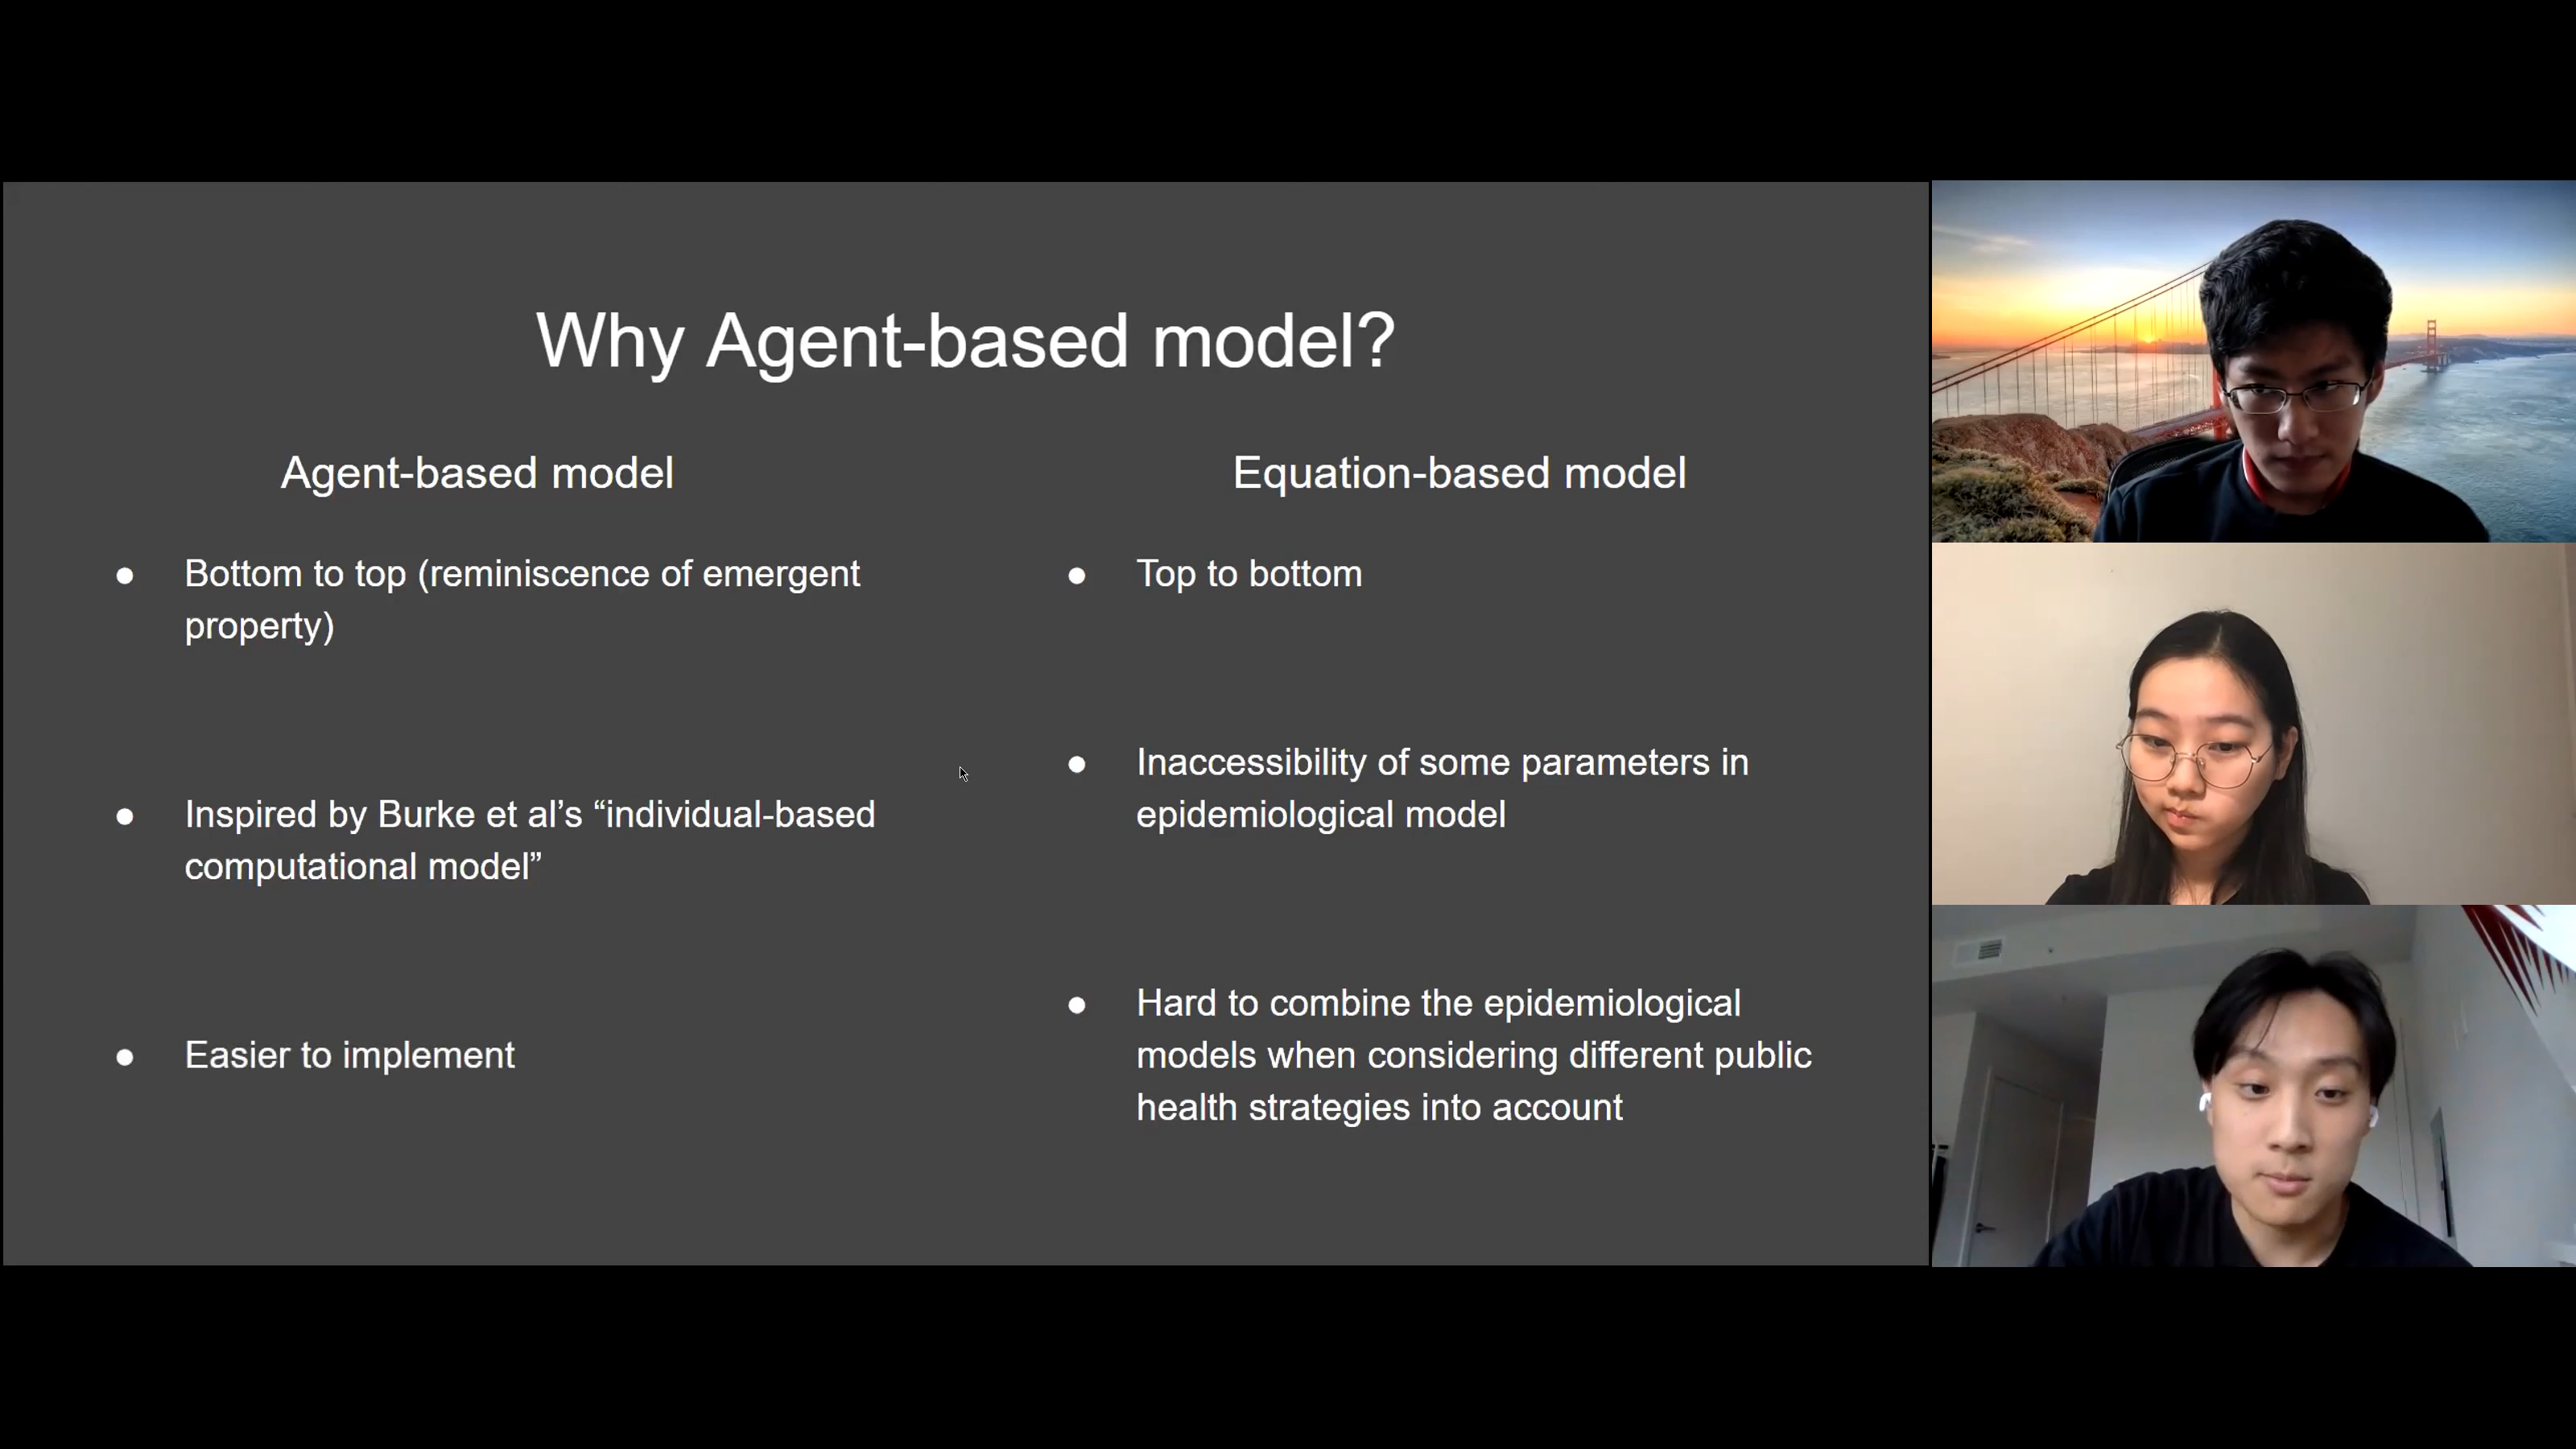 Why Agent-based model?
Agent-based model
● Bottom to top (reminiscence of emergent
property)
● Inspired by Burke et al’s “individual-based
computational model”
● Easier to implement
Equation-based model
● Top to bottom
● Inaccessibility of some parameters in
epidemiological model
● Hard to combine the epidemiological
models when considering different public
health strategies into account